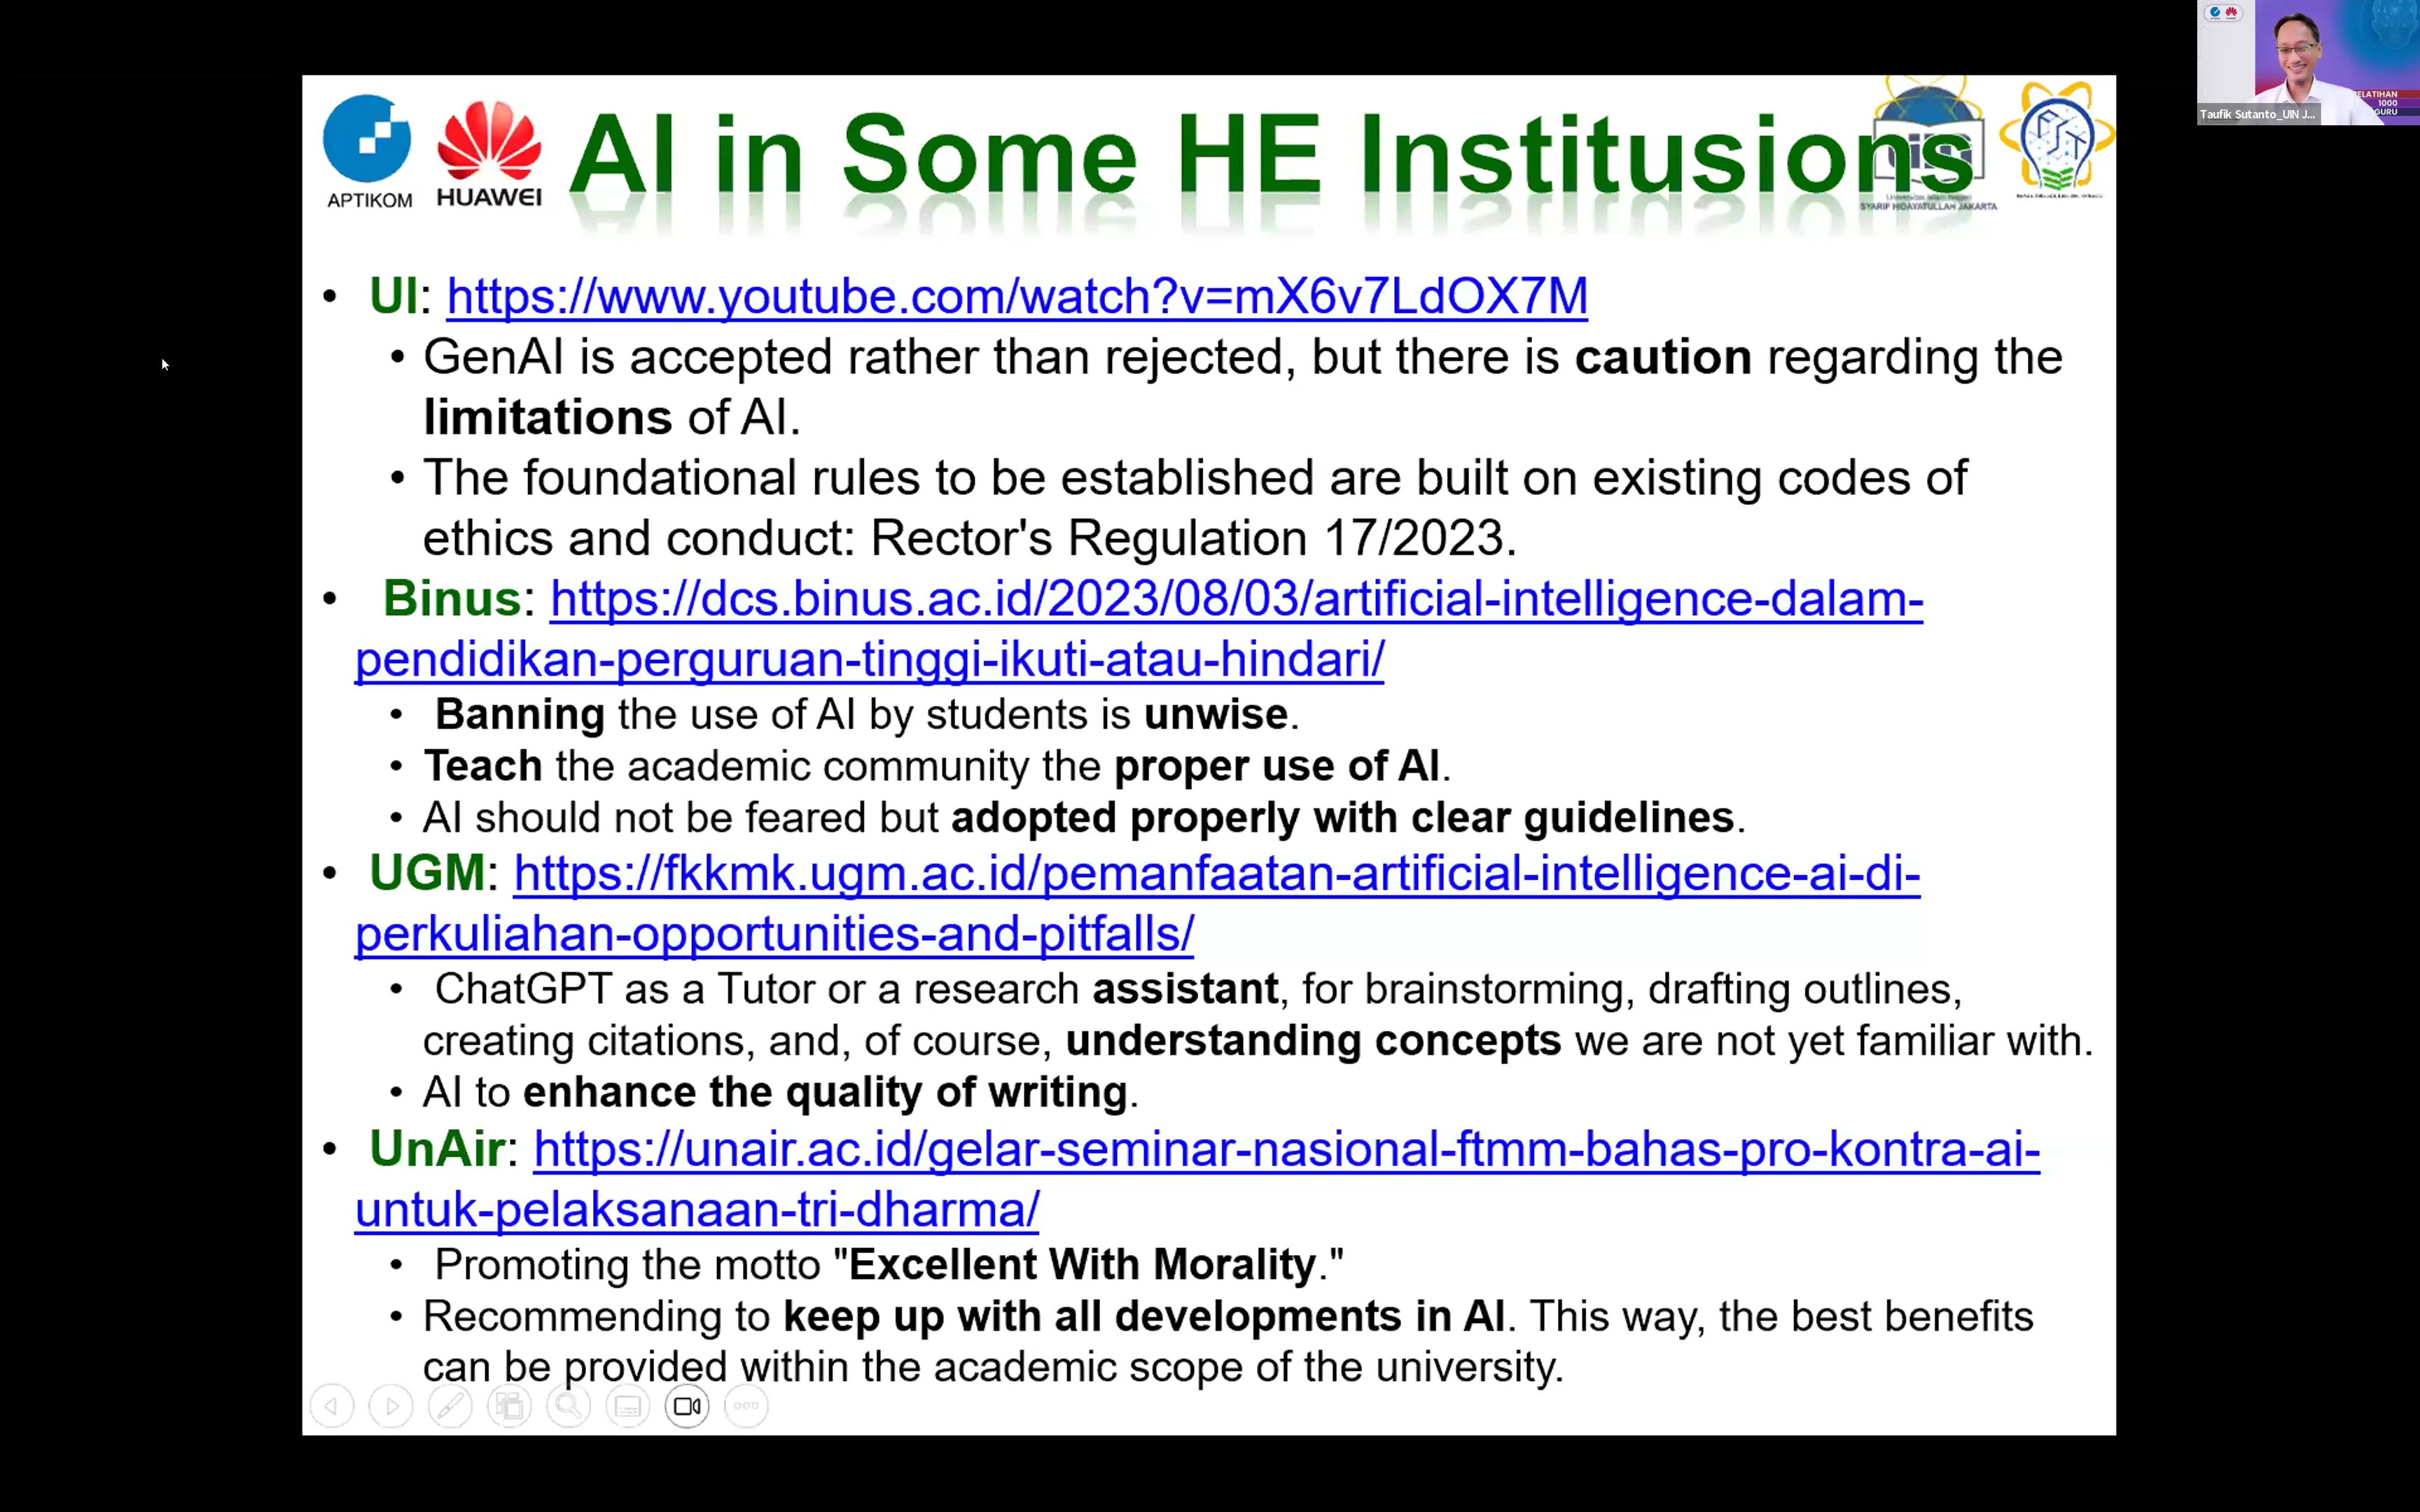 Taufik Sutanto_UIN J...
PELATIHAN
1000
GURU
APTIKOM
HUAWEI
AI in Some HE Institusions
SYARIF HIDAYATULLAH JAKARTA
• UI: https://www.youtube.com/watch?v=mX6v7LdOX7M
• GenAI is accepted rather than rejected, but there is caution regarding the
limitations of AI.
• The foundational rules to be established are built on existing codes of
ethics and conduct: Rector's Regulation 17/2023.
• Binus: https://dcs.binus.ac.id/2023/08/03/artificial-intelligence-dalam-
pendidikan-perguruan-tinggi-ikuti-atau-hindari/
• Banning the use of AI by students is unwise.
• Teach the academic community the proper use of AI.
• AI should not be feared but adopted properly with clear guidelines.
• UGM: https://fkkmk.ugm.ac.id/pemanfaatan-artificial-intelligence-ai-di-
perkuliahan-opportunities-and-pitfalls/
• ChatGPT as a Tutor or a research assistant, for brainstorming, drafting outlines,
creating citations, and, of course, understanding concepts we are not yet familiar with.
• AI to enhance the quality of writing.
• UnAir: https://unair.ac.id/gelar-seminar-nasional-ftmm-bahas-pro-kontra-ai-
untuk-pelaksanaan-tri-dharma/
• Promoting the motto "Excellent With Morality."
• Recommending to keep up with all developments in AI. This way, the best benefits
can be provided within the academic scope of the university.